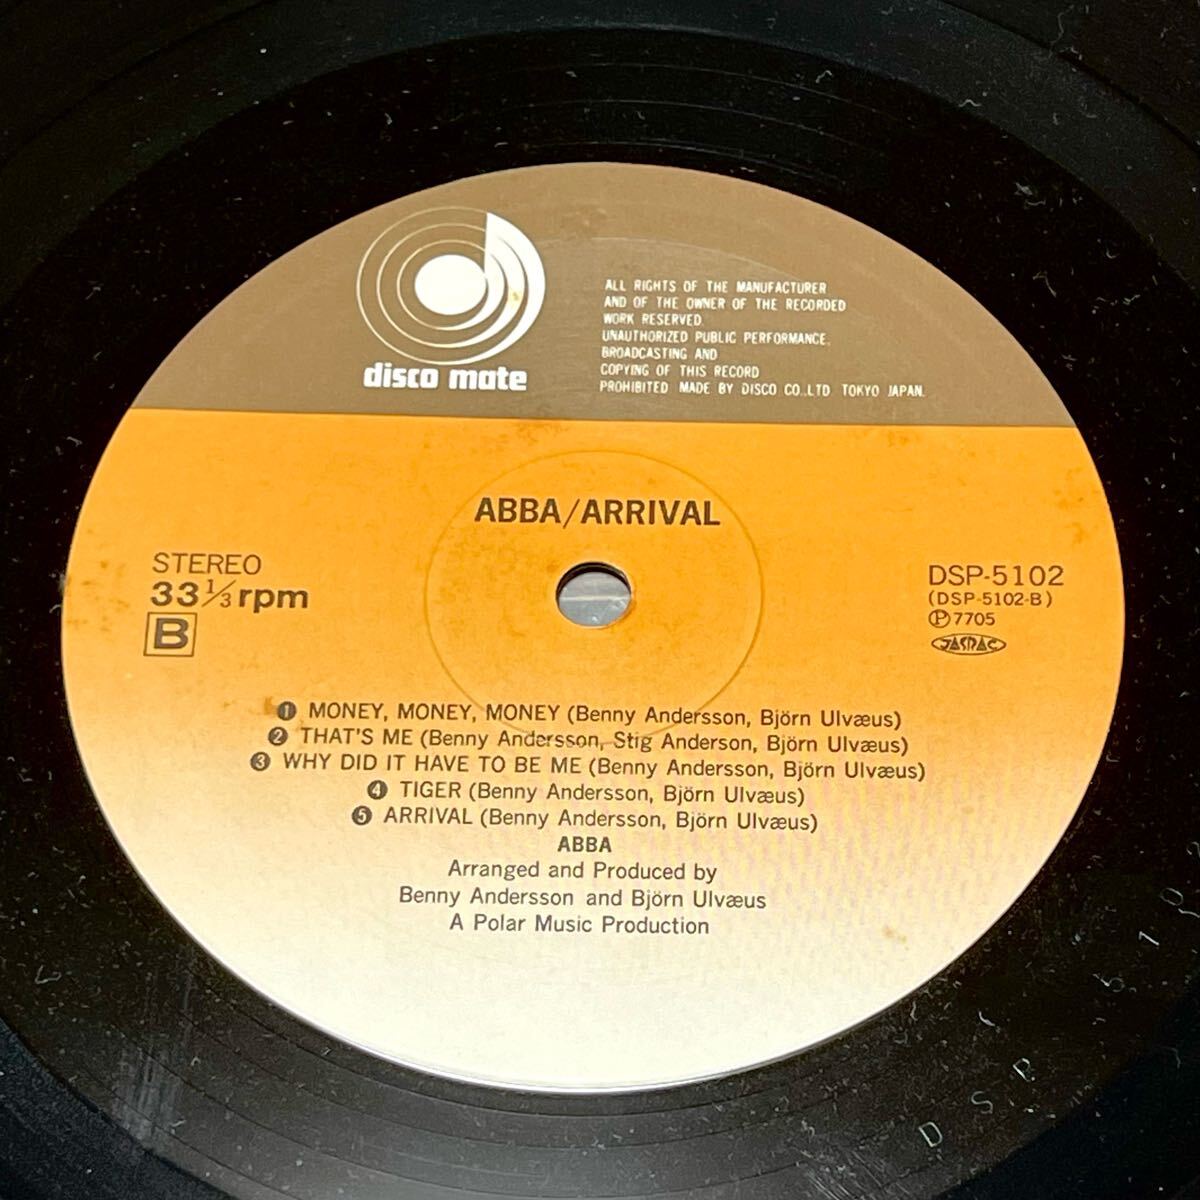 disco mate
ALL RIGHTS OF THE MANUFACTURER
AND OF THE OWNER OF THE RECORDED
WORK RESERVED
UNAUTHORIZED PUBLIC PERFORMANCE.
BROADCASTING AND
COPYING OF THIS RECORD
PROHIBITED MADE BY DISCO CO.,LTD TOKYO JAPAN.
ABBA/ARRIVAL
STEREO
33 1/3 rpm
B
DSP-5102
(DSP-5102-B)
Ⓟ7705
JASRAC
❶ MONEY, MONEY, MONEY (Benny Andersson, Björn Ulvæus)
❷ THAT'S ME (Benny Andersson, Stig Anderson, Björn Ulvæus)
❸ WHY DID IT HAVE TO BE ME (Benny Andersson, Björn Ulvæus)
❹ TIGER (Benny Andersson, Björn Ulvæus)
❺ ARRIVAL (Benny Andersson, Björn Ulvæus)
ABBA
Arranged and Produced by
Benny Andersson and Björn Ulvæus
A Polar Music Production
DSP 510